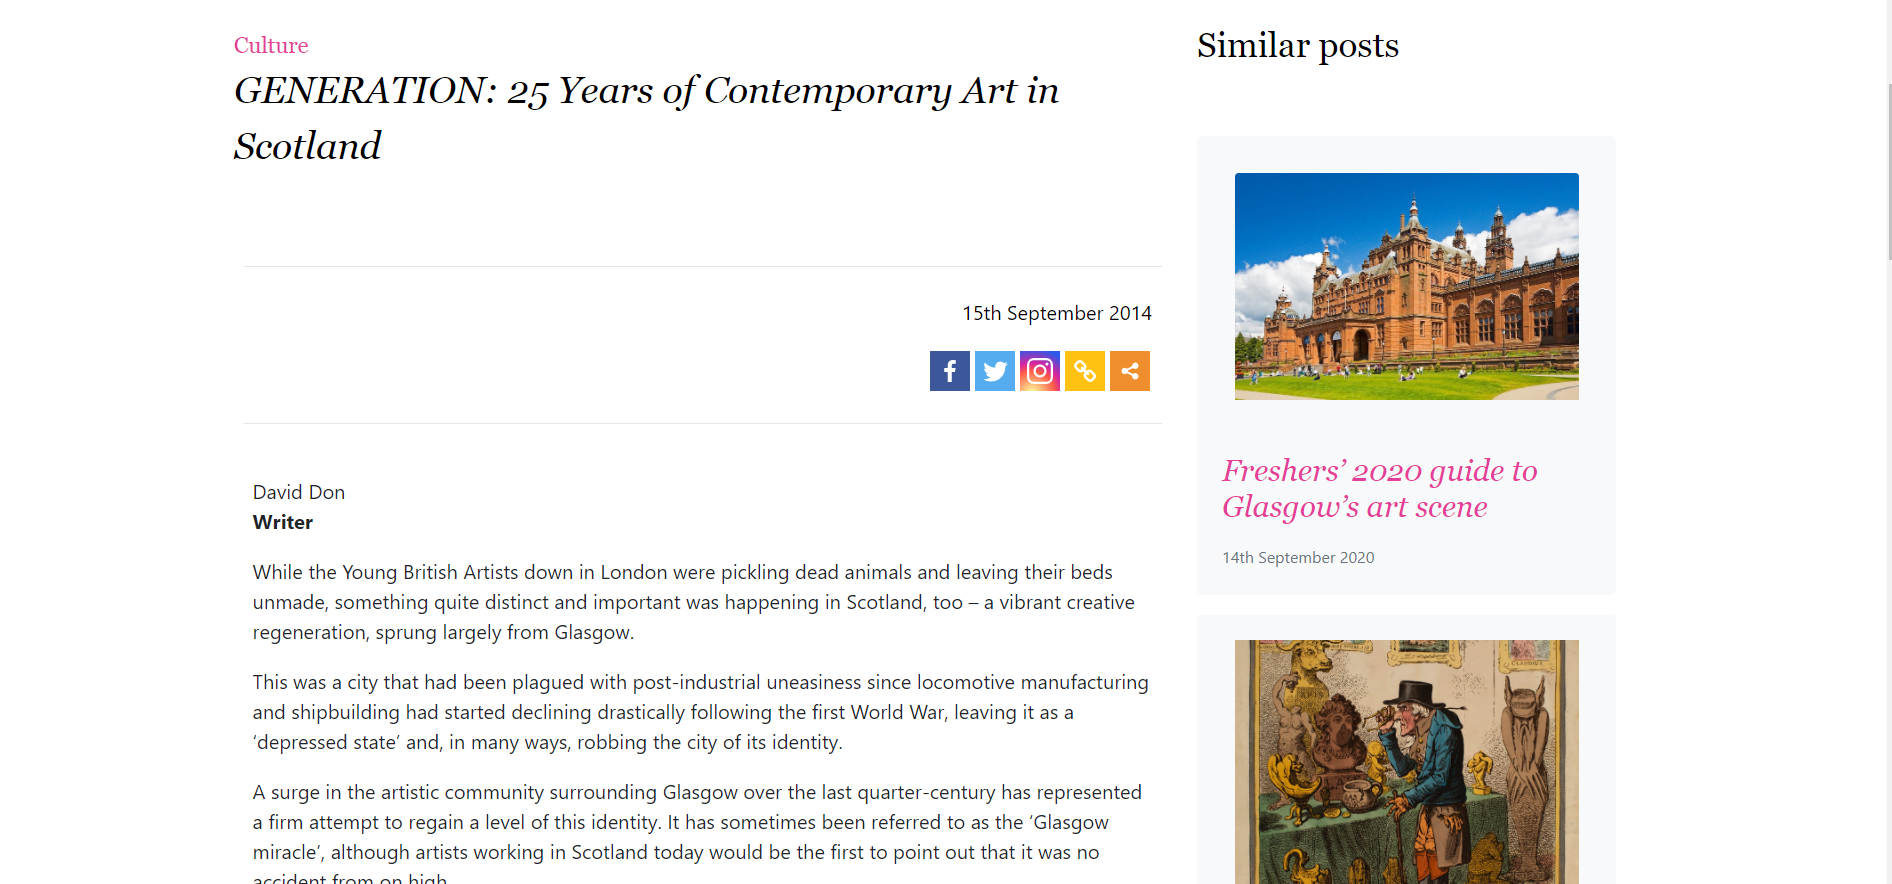 Culture
GENERATION: 25 Years of Contemporary Art in
Scotland
15th September 2014
David Don
Writer
While the Young British Artists down in London were pickling dead animals and leaving their beds
unmade, something quite distinct and important was happening in Scotland, too – a vibrant creative
regeneration, sprung largely from Glasgow.
This was a city that had been plagued with post-industrial uneasiness since locomotive manufacturing
and shipbuilding had started declining drastically following the first World War, leaving it as a
‘depressed state’ and, in many ways, robbing the city of its identity.
A surge in the artistic community surrounding Glasgow over the last quarter-century has represented
a firm attempt to regain a level of this identity. It has sometimes been referred to as the ‘Glasgow
miracle’, although artists working in Scotland today would be the first to point out that it was no
accident from on high
Similar posts
Freshers’ 2020 guide to
Glasgow’s art scene
14th September 2020